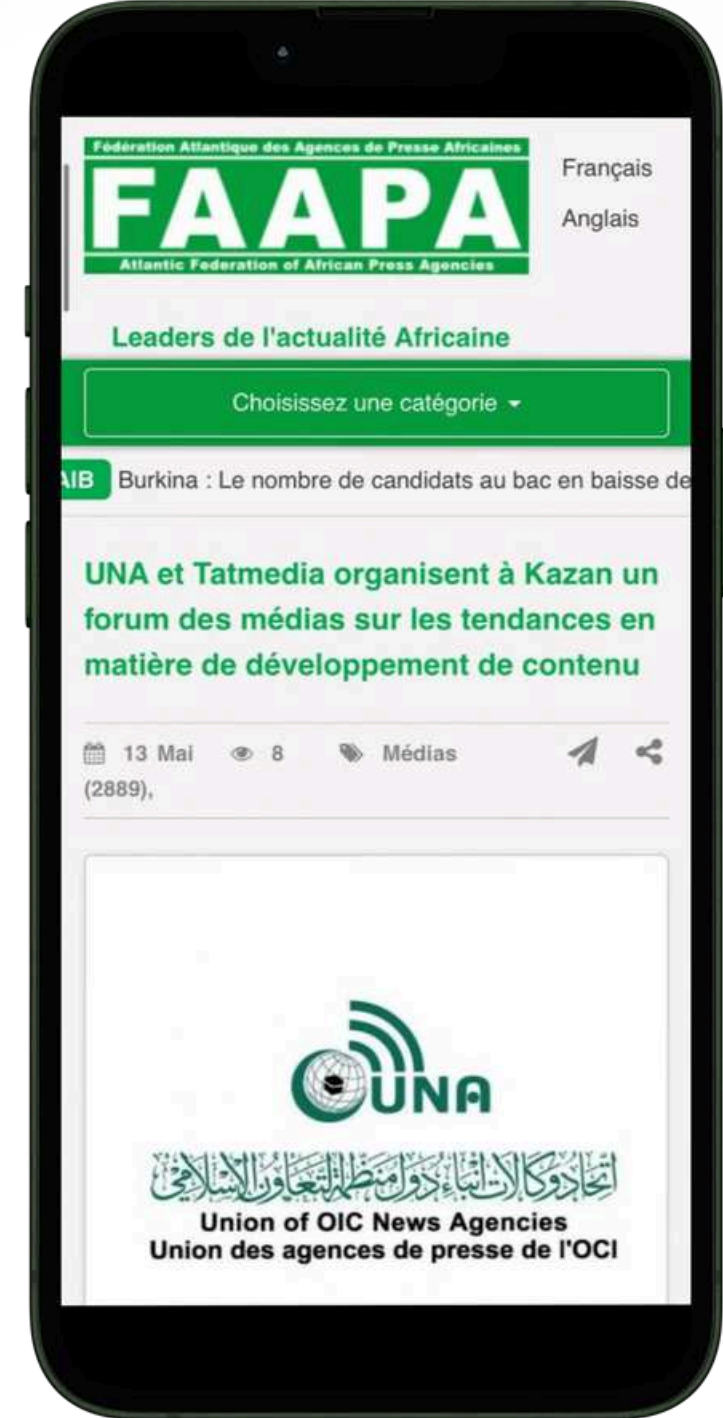 Fédération Atlantique des Agences de Presse Africaines
FAAPA
Atlantic Federation of African Press Agencies
Français
Anglais
Leaders de l'actualité Africaine
Choisissez une catégorie
AIB Burkina : Le nombre de candidats au bac en baisse de
UNA et Tatmedia organisent à Kazan un
forum des médias sur les tendances en
matière de développement de contenu
13 Mai 8 Médias
(2889),
UNA
اتحاد وكالات أنباء دول منظمة التعاون الإسلامي
Union of OIC News Agencies
Union des agences de presse de l'OCI